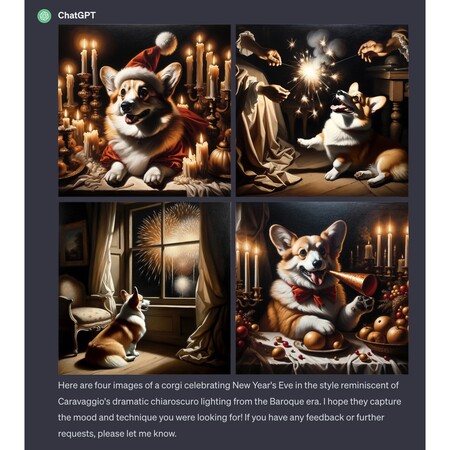 ChatGPT
Here are four images of a corgi celebrating New Year's Eve in the style reminiscent of
Caravaggio's dramatic chiaroscuro lighting from the Baroque era. I hope they capture
the mood and technique you were looking for! If you have any feedback or further
requests, please let me know.